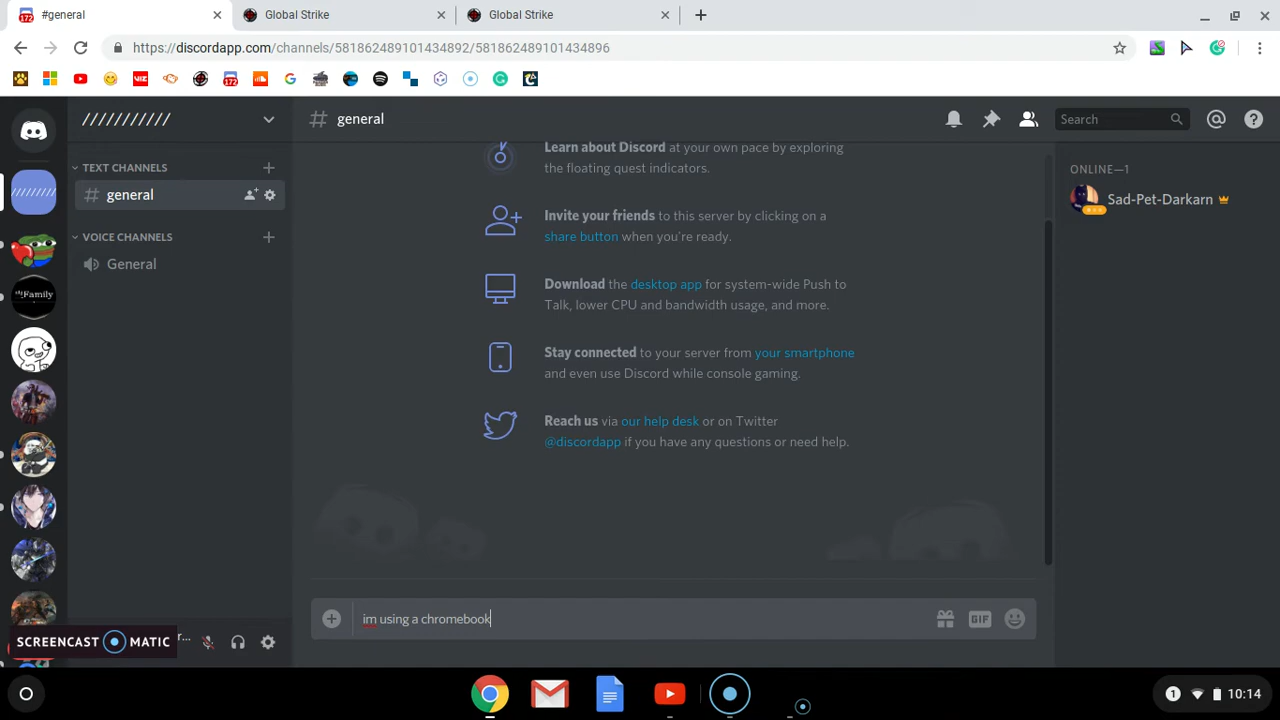 #general
Global Strike
Global Strike
https://discordapp.com/channels/581862489101434892/581862489101434896
172
VIZ
172
///////////
general
Search
TEXT CHANNELS
general
VOICE CHANNELS
General
/////////
Family
Learn about Discord at your own pace by exploring
the floating quest indicators.
Invite your friends to this server by clicking on a
share button when you're ready.
Download the desktop app for system-wide Push to
Talk, lower CPU and bandwidth usage, and more.
Stay connected to your server from your smartphone
and even use Discord while console gaming.
Reach us via our help desk or on Twitter
@discordapp if you have any questions or need help.
ONLINE—1
Sad-Pet-Darkarn
im using a chromebook
GIF
SCREENCAST MATIC
r...
1
10:14